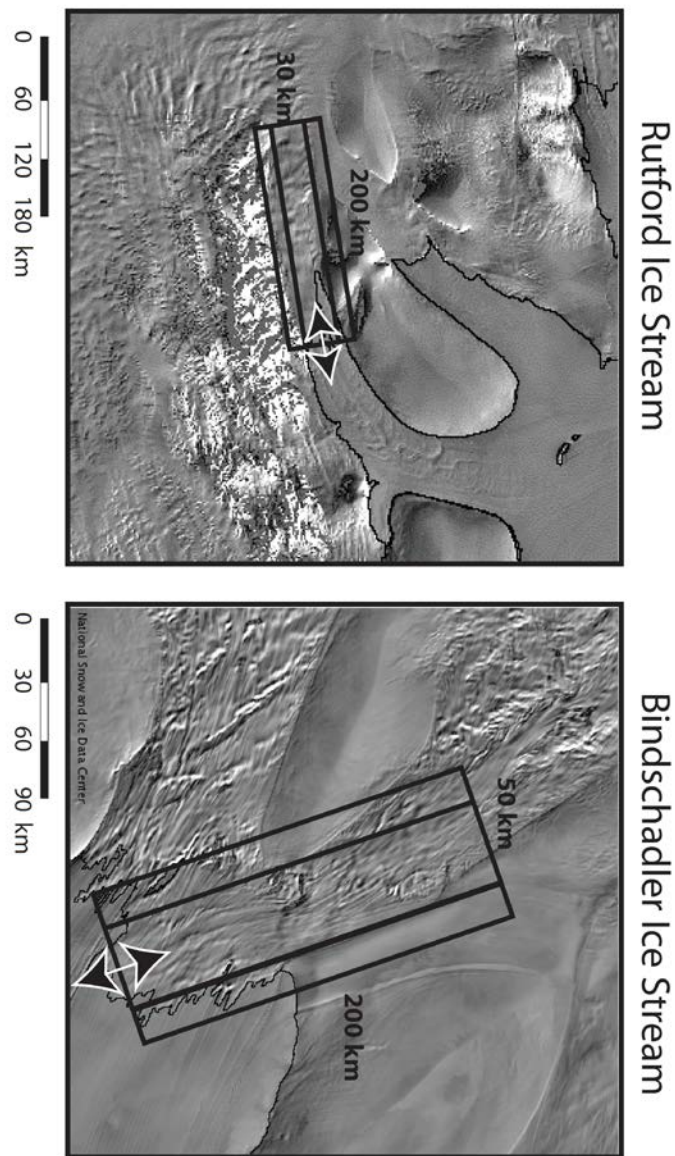 Rutford Ice Stream
30 km
200 km
0 60 120 180 km
Bindschadler Ice Stream
50 km
200 km
National Snow and Ice Data Center
0 30 60 90 km